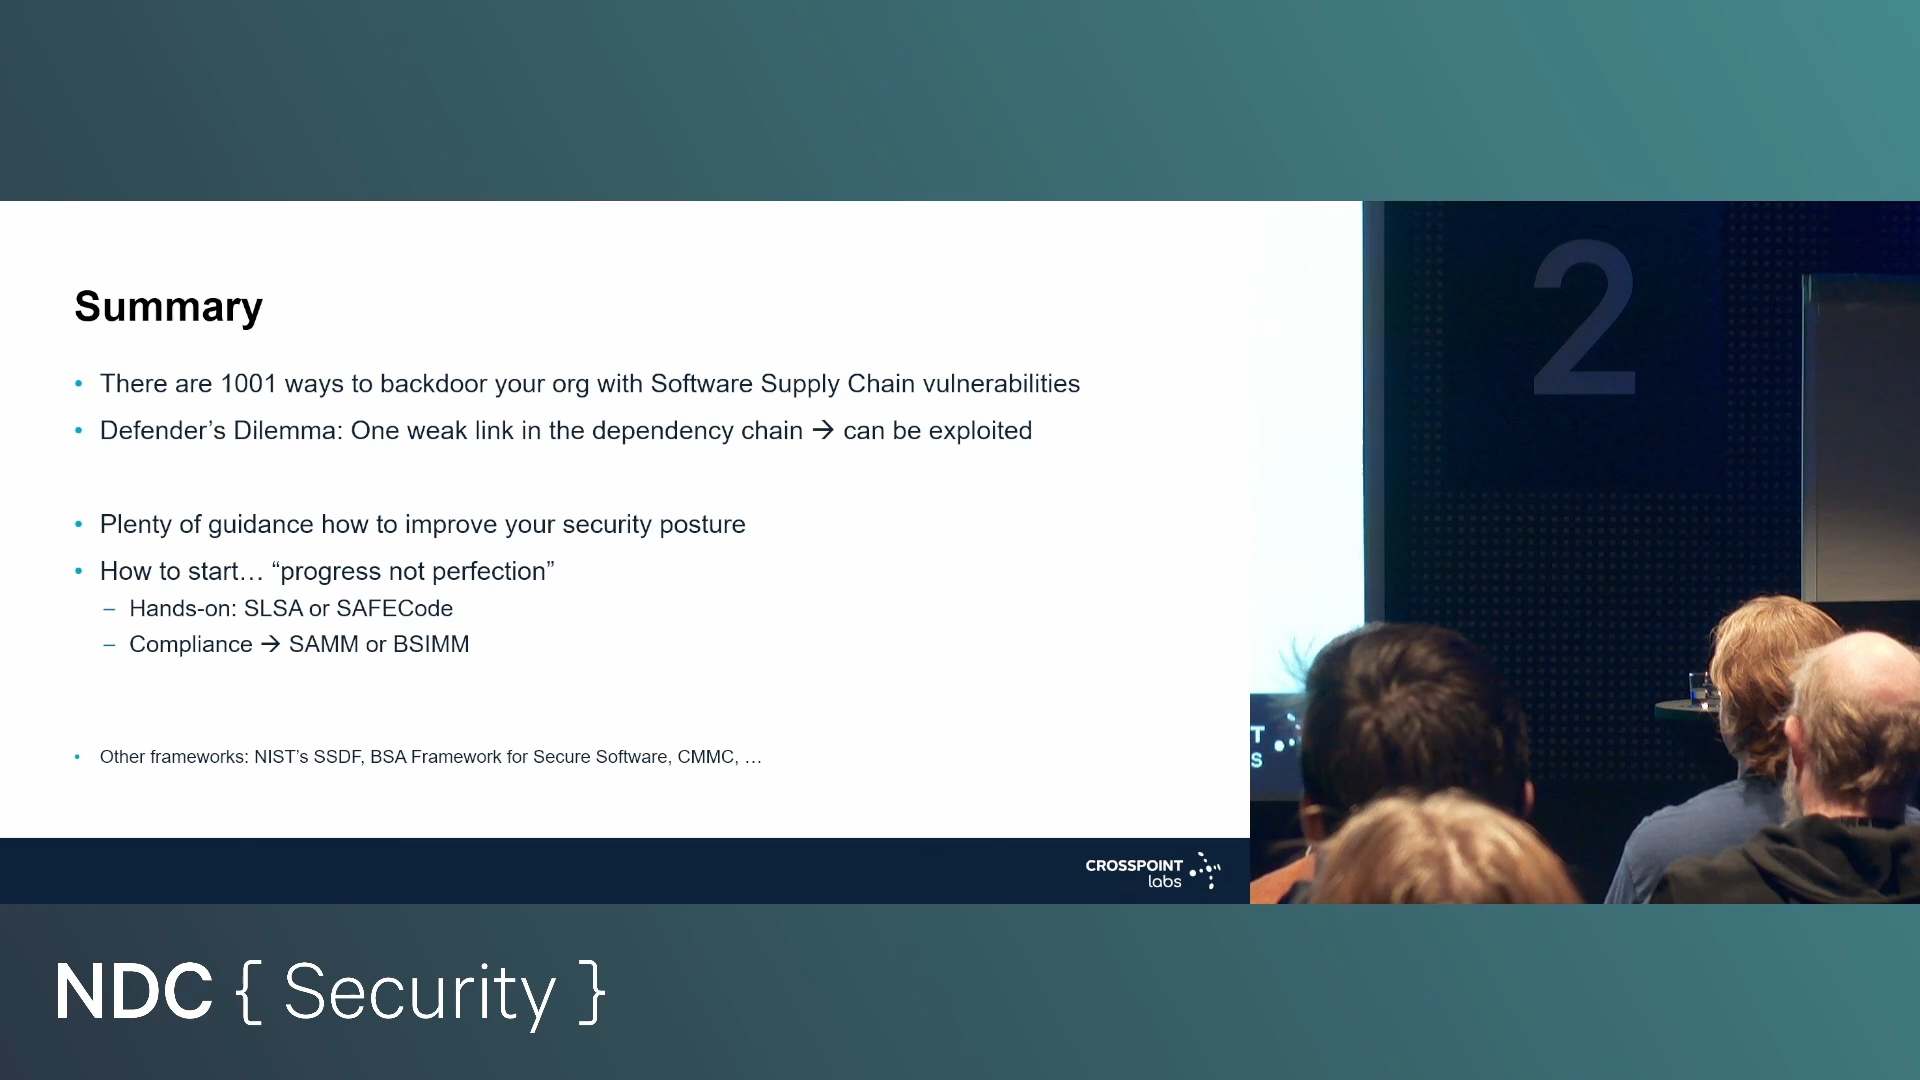 Summary
• There are 1001 ways to backdoor your org with Software Supply Chain vulnerabilities
• Defender’s Dilemma: One weak link in the dependency chain → can be exploited
• Plenty of guidance how to improve your security posture
• How to start… “progress not perfection”
– Hands-on: SLSA or SAFECode
– Compliance → SAMM or BSIMM
• Other frameworks: NIST’s SSDF, BSA Framework for Secure Software, CMMC, …
CROSSPOINT
labs
2
T
S
NDC { Security }